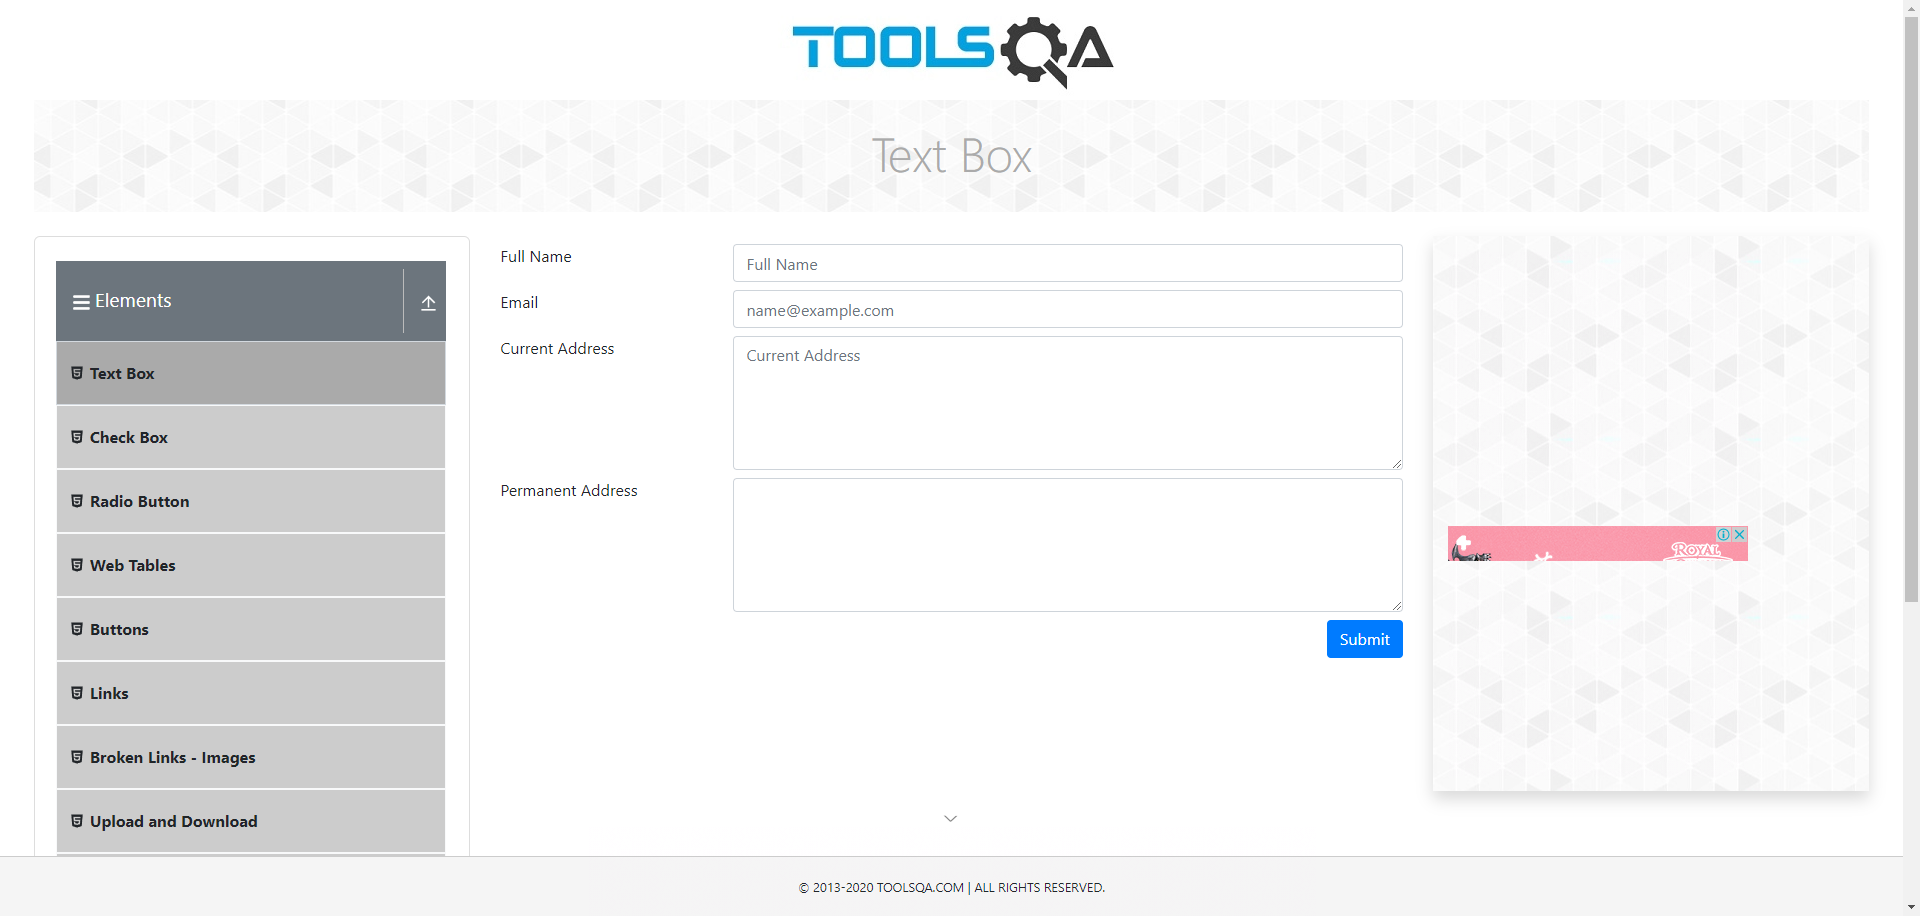 TOOLSQA
Text Box
Elements
Text Box
Check Box
Radio Button
Web Tables
Buttons
Links
Broken Links - Images
Upload and Download
Full Name
Full Name
Email
name@example.com
Current Address
Current Address
Permanent Address
Submit
ROYAL
© 2013-2020 TOOLSQA.COM | ALL RIGHTS RESERVED.